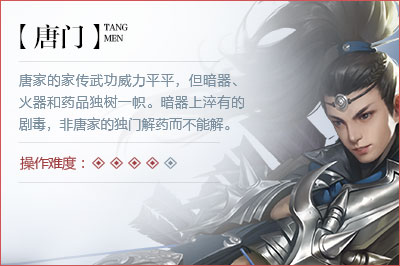 【唐门】TANG
MEN
唐家的家传武功威力平平，但暗器、
火器和药品独树一帜。暗器上淬有的
剧毒，非唐家的独门解药而不能解。
操作难度：